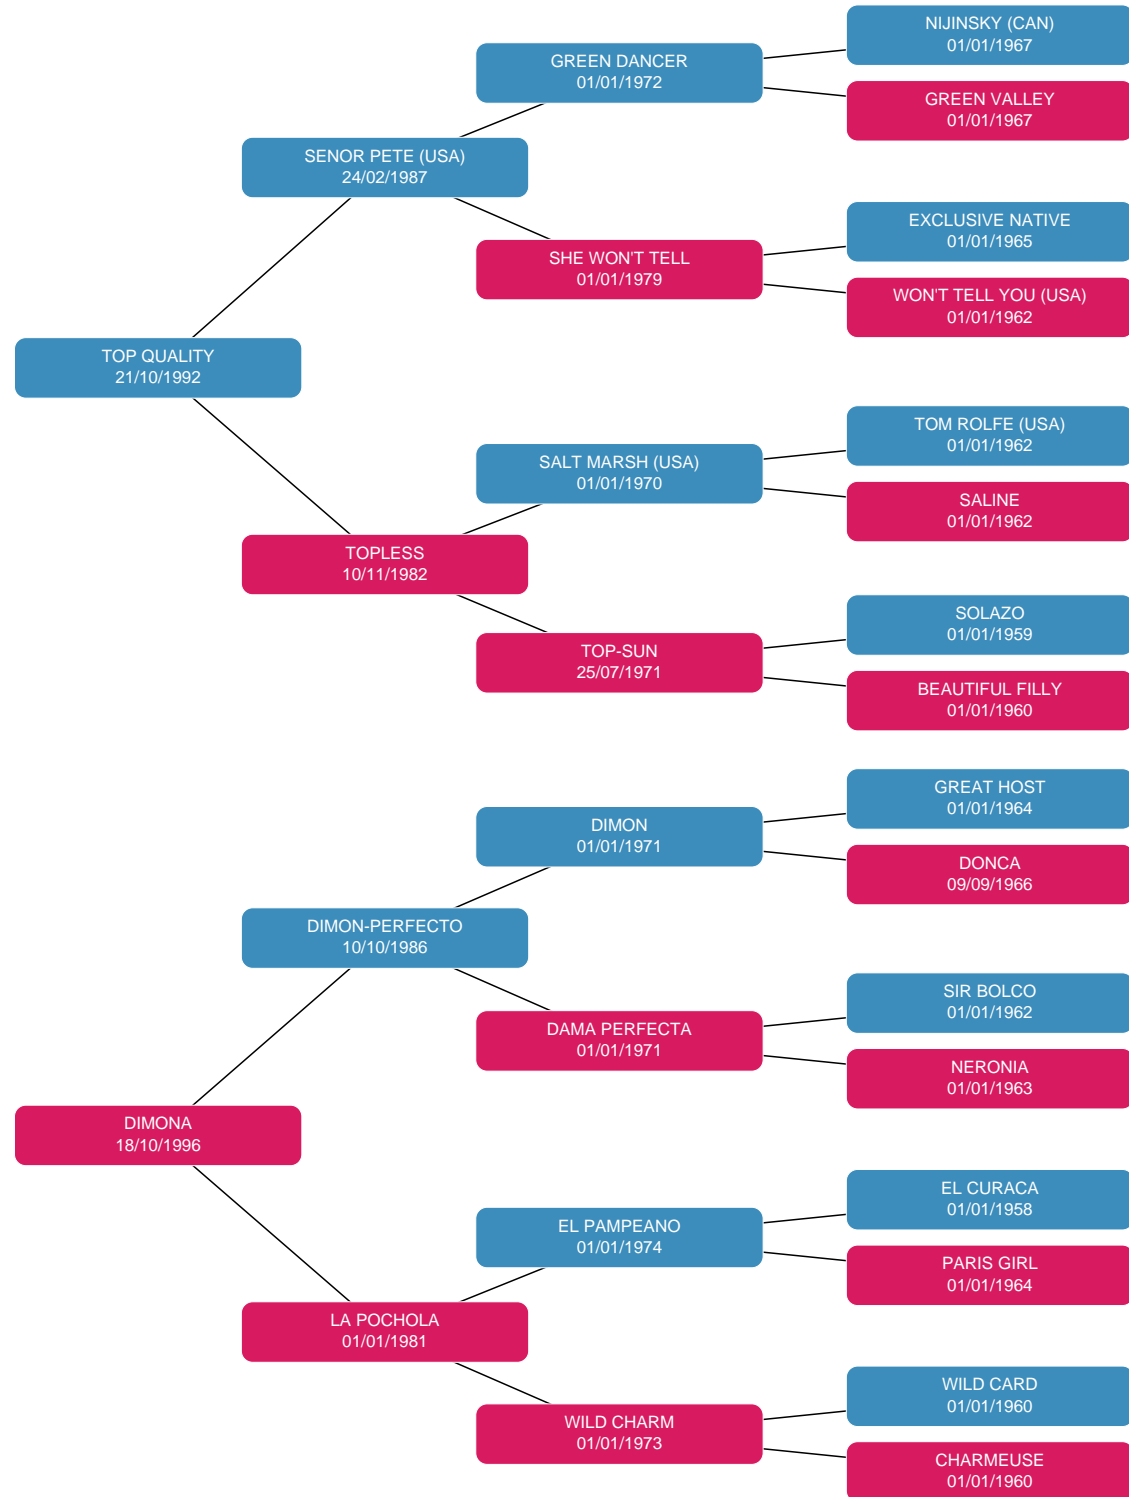 NIJINSKY (CAN)
01/01/1967
GREEN DANCER
01/01/1972
GREEN VALLEY
01/01/1967
SENOR PETE (USA)
24/02/1987
EXCLUSIVE NATIVE
01/01/1965
SHE WON'T TELL
01/01/1979
WON'T TELL YOU (USA)
01/01/1962
TOP QUALITY
21/10/1992
TOM ROLFE (USA)
01/01/1962
SALT MARSH (USA)
01/01/1970
SALINE
01/01/1962
TOPLESS
10/11/1982
SOLAZO
01/01/1959
TOP-SUN
25/07/1971
BEAUTIFUL FILLY
01/01/1960
GREAT HOST
01/01/1964
DIMON
01/01/1971
DONCA
09/09/1966
DIMON-PERFECTO
10/10/1986
SIR BOLCO
01/01/1962
DAMA PERFECTA
01/01/1971
NERONIA
01/01/1963
DIMONA
18/10/1996
EL CURACA
01/01/1958
EL PAMPEANO
01/01/1974
PARIS GIRL
01/01/1964
LA POCHOLA
01/01/1981
WILD CARD
01/01/1960
WILD CHARM
01/01/1973
CHARMEUSE
01/01/1960